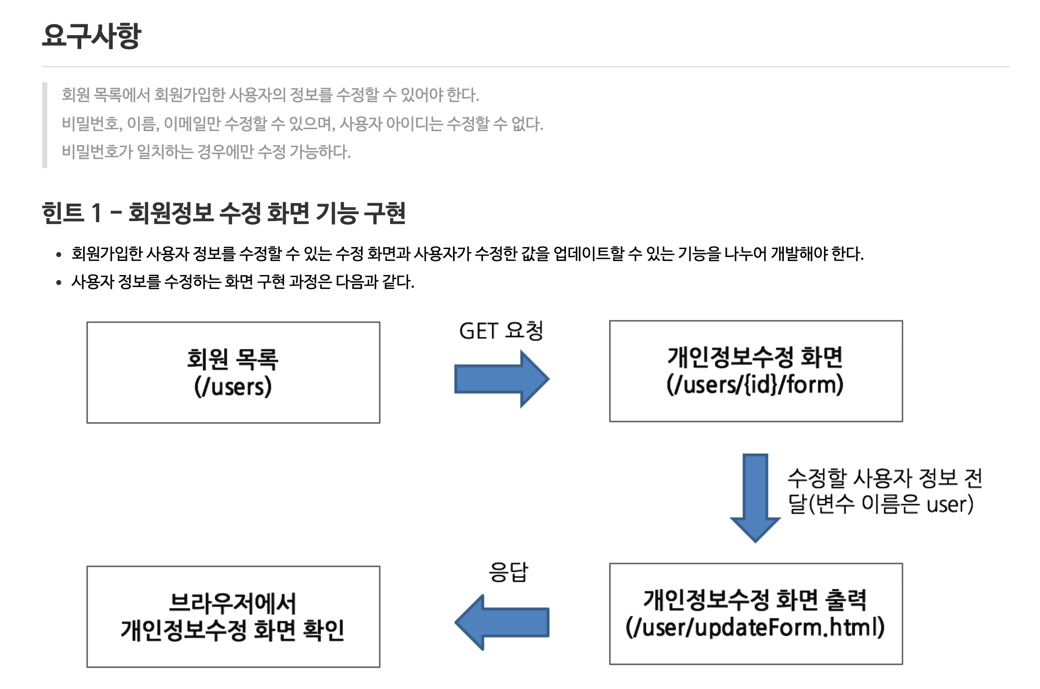 요구사항
회원 목록에서 회원가입한 사용자의 정보를 수정할 수 있어야 한다.
비밀번호, 이름, 이메일만 수정할 수 있으며, 사용자 아이디는 수정할 수 없다.
비밀번호가 일치하는 경우에만 수정 가능하다.
힌트 1 - 회원정보 수정 화면 기능 구현
• 회원가입한 사용자 정보를 수정할 수 있는 수정 화면과 사용자가 수정한 값을 업데이트할 수 있는 기능을 나누어 개발해야 한다.
• 사용자 정보를 수정하는 화면 구현 과정은 다음과 같다.
회원 목록
(/users)
GET 요청
개인정보수정 화면
(/users/{id}/form)
수정할 사용자 정보 전
달(변수 이름은 user)
개인정보수정 화면 출력
(/user/updateForm.html)
응답
브라우저에서
개인정보수정 화면 확인